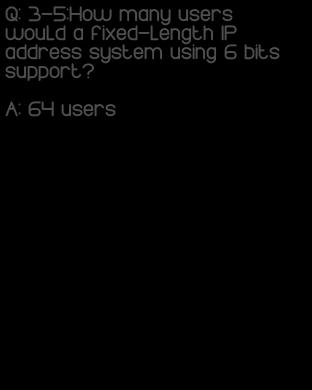 Q: 3-5:How many users
would a fixed-length IP
address system using 6 bits
support?
A: 64 users